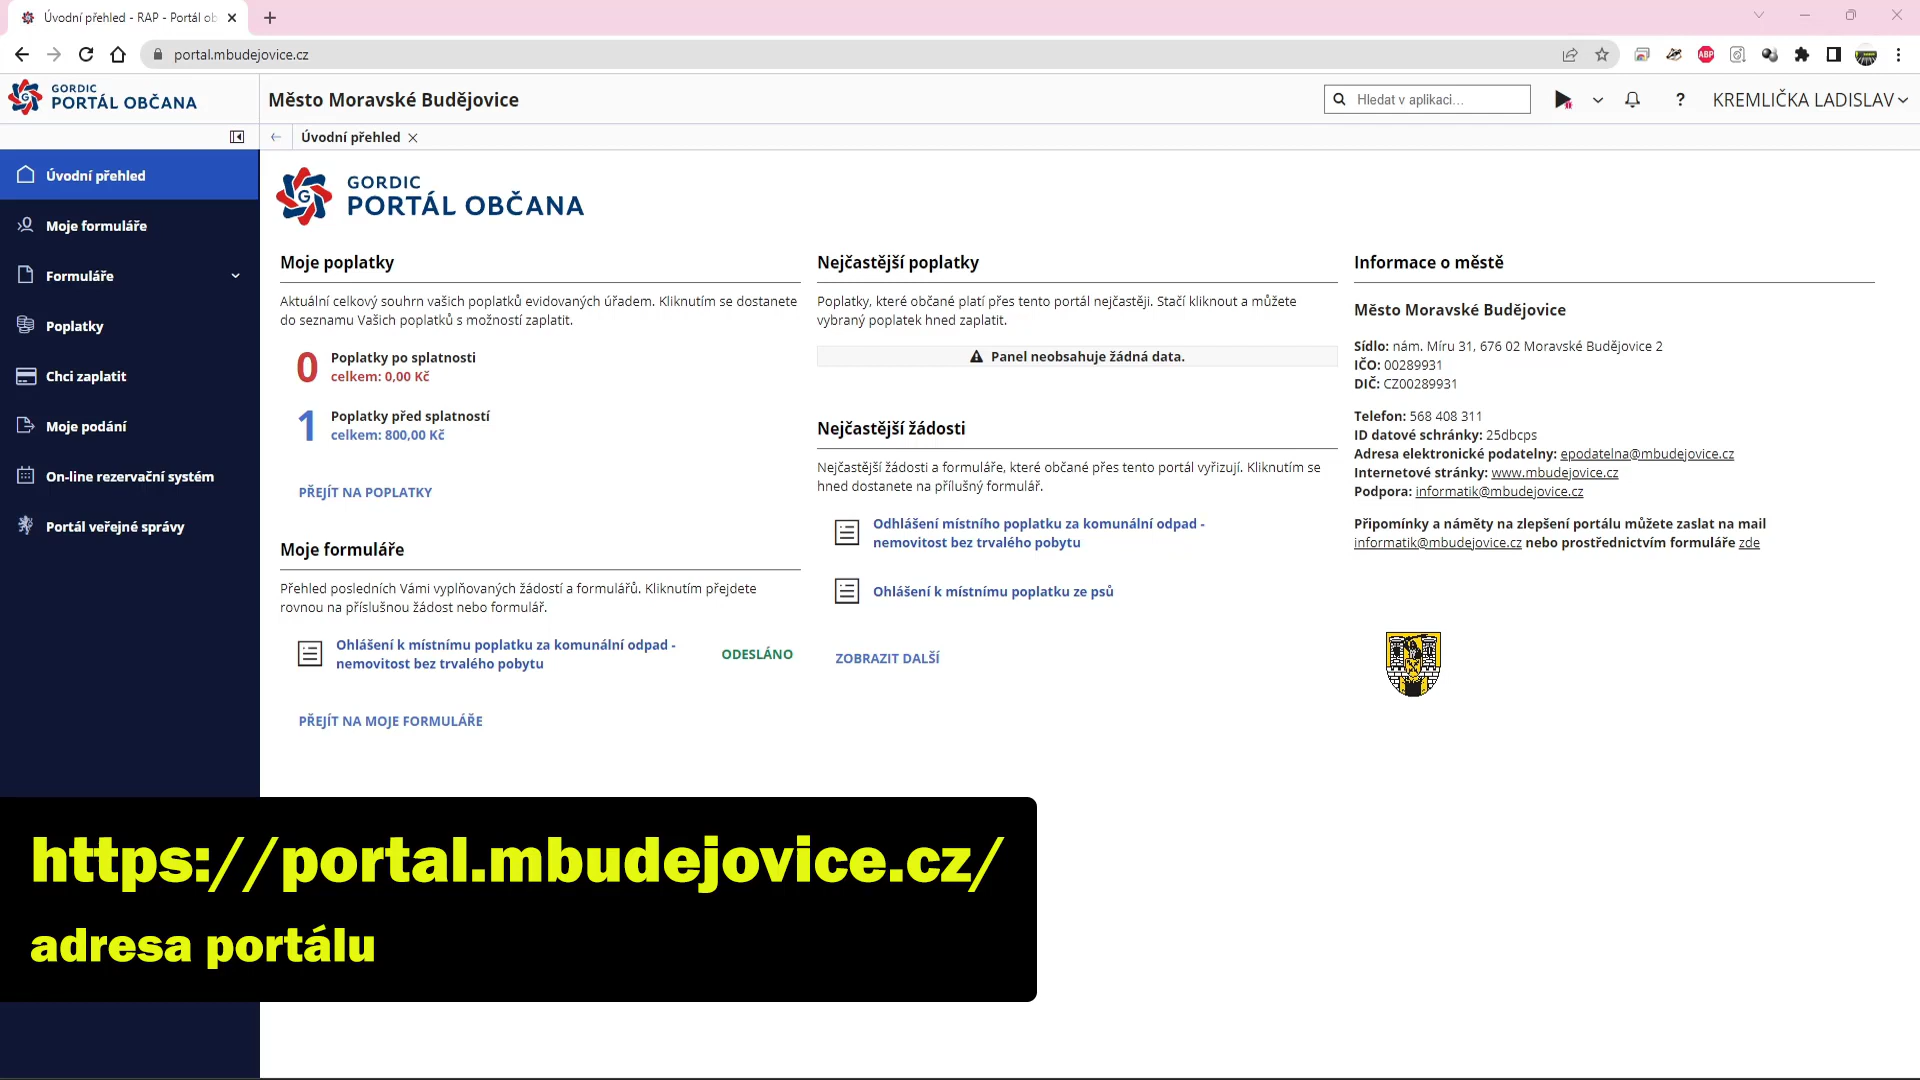 Úvodní přehled - RAP - Portál ob
portal.mbudejovice.cz
ABP
GORDIC
PORTÁL OBČANA
Město Moravské Budějovice
Hledat v aplikaci...
?
KREMLIČKA LADISLAV
Úvodní přehled
Úvodní přehled
Moje formuláře
Formuláře
Poplatky
Chci zaplatit
Moje podání
On-line rezervační systém
Portál veřejné správy
G
GORDIC
PORTÁL OBČANA
Moje poplatky
Aktuální celkový souhrn vašich poplatků evidovaných úřadem. Kliknutím se dostanete
do seznamu Vašich poplatků s možností zaplatit.
0
Poplatky po splatnosti
celkem: 0,00 Kč
1
Poplatky před splatností
celkem: 800,00 Kč
PŘEJÍT NA POPLATKY
Moje formuláře
Přehled posledních Vámi vyplňovaných žádostí a formulářů. Kliknutím přejdete
rovnou na příslušnou žádost nebo formulář.
Ohlášení k místnímu poplatku za komunální odpad -
nemovitost bez trvalého pobytu
ODESLÁNO
PŘEJÍT NA MOJE FORMULÁŘE
Nejčastější poplatky
Poplatky, které občané platí přes tento portál nejčastěji. Stačí kliknout a můžete
vybraný poplatek hned zaplatit.
Panel neobsahuje žádná data.
Nejčastější žádosti
Nejčastější žádosti a formuláře, které občané přes tento portál vyřizují. Kliknutím se
hned dostanete na přílušný formulář.
Odhlášení místního poplatku za komunální odpad -
nemovitost bez trvalého pobytu
Ohlášení k místnímu poplatku ze psů
ZOBRAZIT DALŠÍ
Informace o městě
Město Moravské Budějovice
Sídlo: nám. Míru 31, 676 02 Moravské Budějovice 2
IČO: 00289931
DIČ: CZ00289931
Telefon: 568 408 311
ID datové schránky: 25dbcps
Adresa elektronické podatelny: epodatelna@mbudejovice.cz
Internetové stránky: www.mbudejovice.cz
Podpora: informatik@mbudejovice.cz
Připomínky a náměty na zlepšení portálu můžete zaslat na mail
informatik@mbudejovice.cz nebo prostřednictvím formuláře zde
https://portal.mbudejovice.cz/
adresa portálu